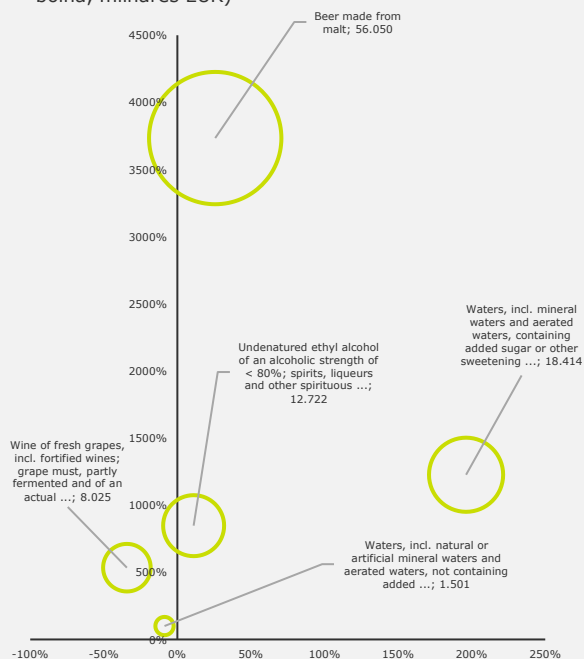 Beer made from
malt; 56.050
4500%
4000%
3500%
3000%
2500%
2000%
1500%
1000%
500%
0%
Waters, incl. mineral
waters and aerated
waters, containing
added sugar or other
sweetening ...; 18.414
Undenatured ethyl alcohol
of an alcoholic strength of
< 80%; spirits, liqueurs
and other spirituous ...;
12.722
Wine of fresh grapes,
incl. fortified wines;
grape must, partly
fermented and of an
actual ...; 8.025
Waters, incl. natural or
artificial mineral waters and
aerated waters, not containing
added ...; 1.501
-100% -50% 0% 50% 100% 150% 200% 250%